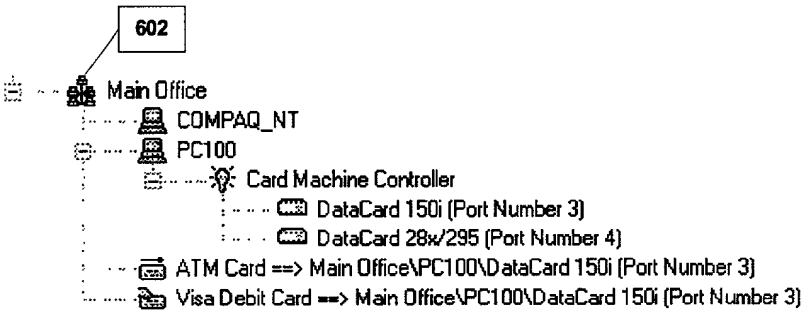 602
Main Office
COMPAQ_NT
PC100
Card Machine Controller
DataCard 150i (Port Number 3)
DataCard 28x/295 (Port Number 4)
ATM Card ==> Main Office\PC100\DataCard 150i (Port Number 3)
Visa Debit Card ==> Main Office\PC100\DataCard 150i (Port Number 3)